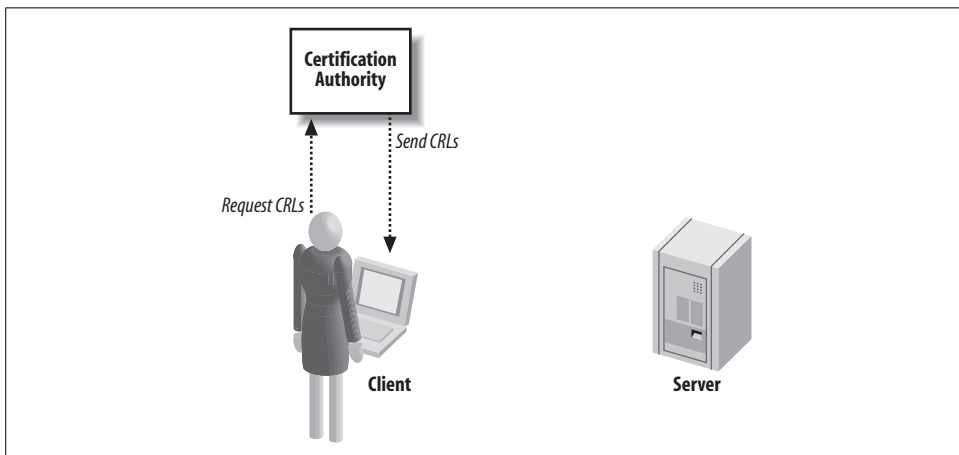 Certification
Authority
Send CRLs
Request CRLs
Client
Server